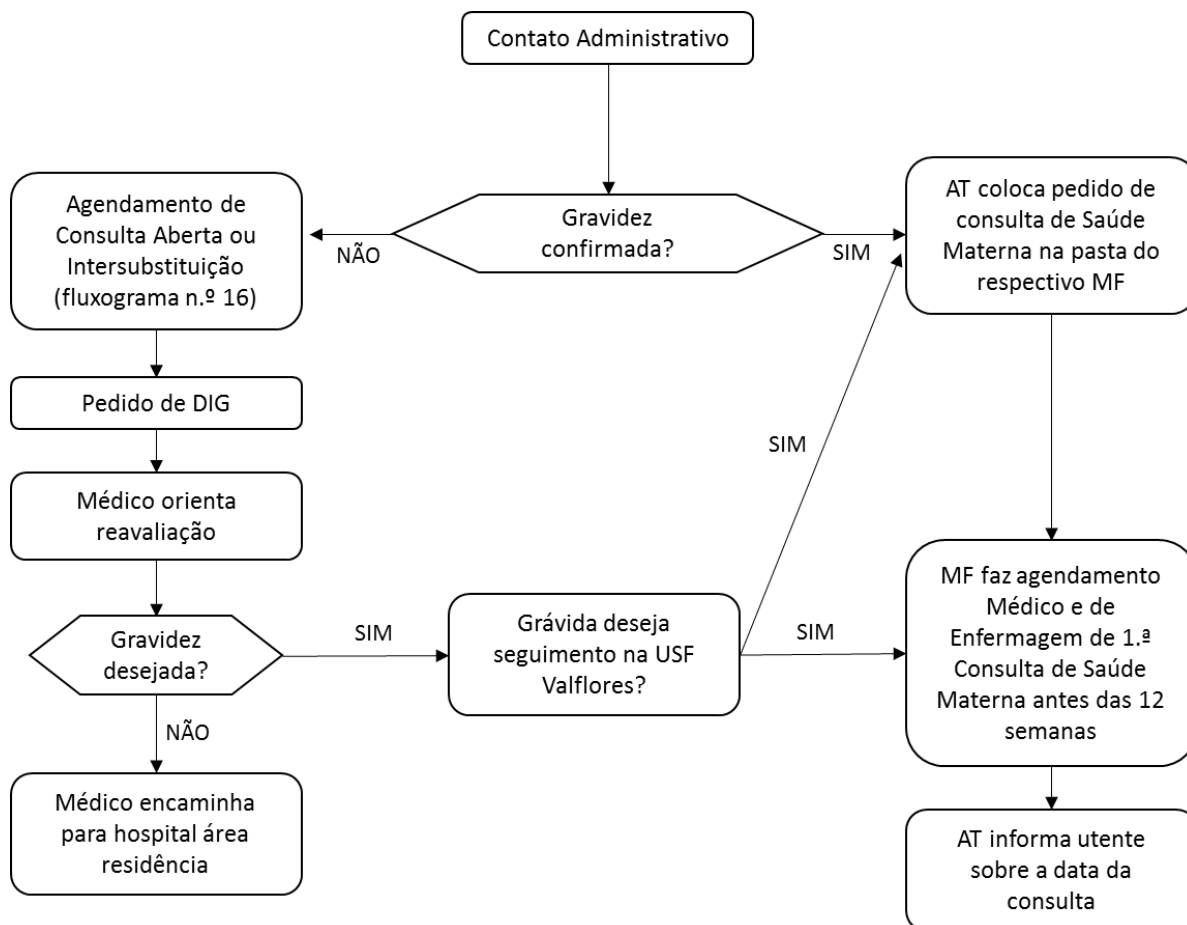 Contato Administrativo
Gravidez
confirmada?
NÃO
SIM
Agendamento de
Consulta Aberta ou
Intersubstituição
(fluxograma n.º 16)
AT coloca pedido de
consulta de Saúde
Materna na pasta do
respectivo MF
Pedido de DIG
Médico orienta
reavaliação
Gravidez
desejada?
SIM
NÃO
Médico encaminha
para hospital área
residência
Grávida deseja
seguimento na USF
Valflores?
SIM
SIM
MF faz agendamento
Médico e de
Enfermagem de 1.ª
Consulta de Saúde
Materna antes das 12
semanas
AT informa utente
sobre a data da
consulta